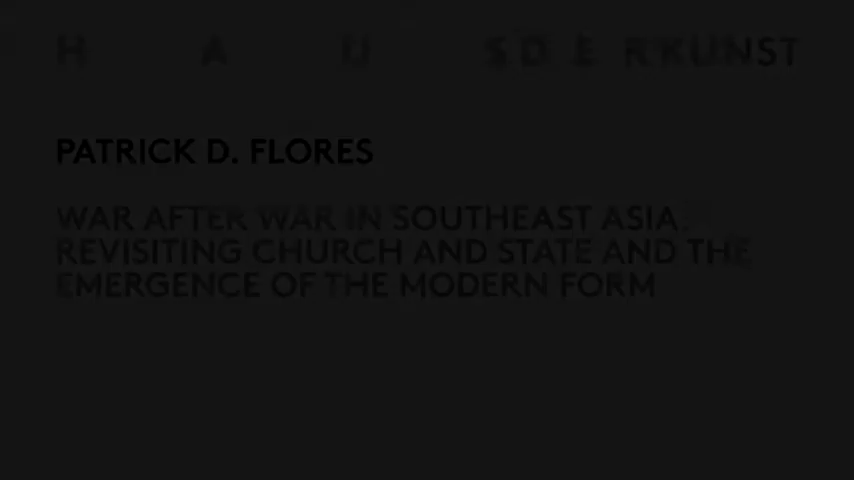 H A U S D E R KUNST
PATRICK D. FLORES
WAR AFTER WAR IN SOUTHEAST ASIA:
REVISITING CHURCH AND STATE AND THE
EMERGENCE OF THE MODERN FORM